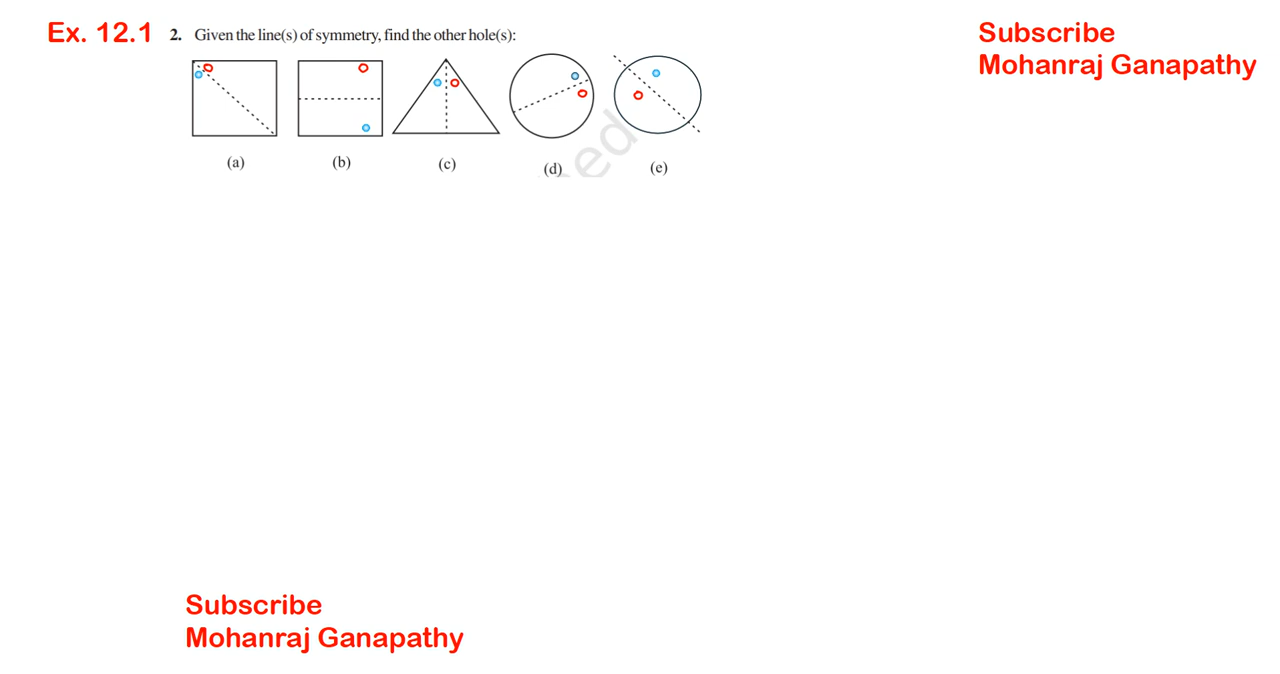 Ex. 12.1 2. Given the line(s) of symmetry, find the other hole(s):
Subscribe
Mohanraj Ganapathy
(a) (b) (c) (d) (e)
ed
Subscribe
Mohanraj Ganapathy